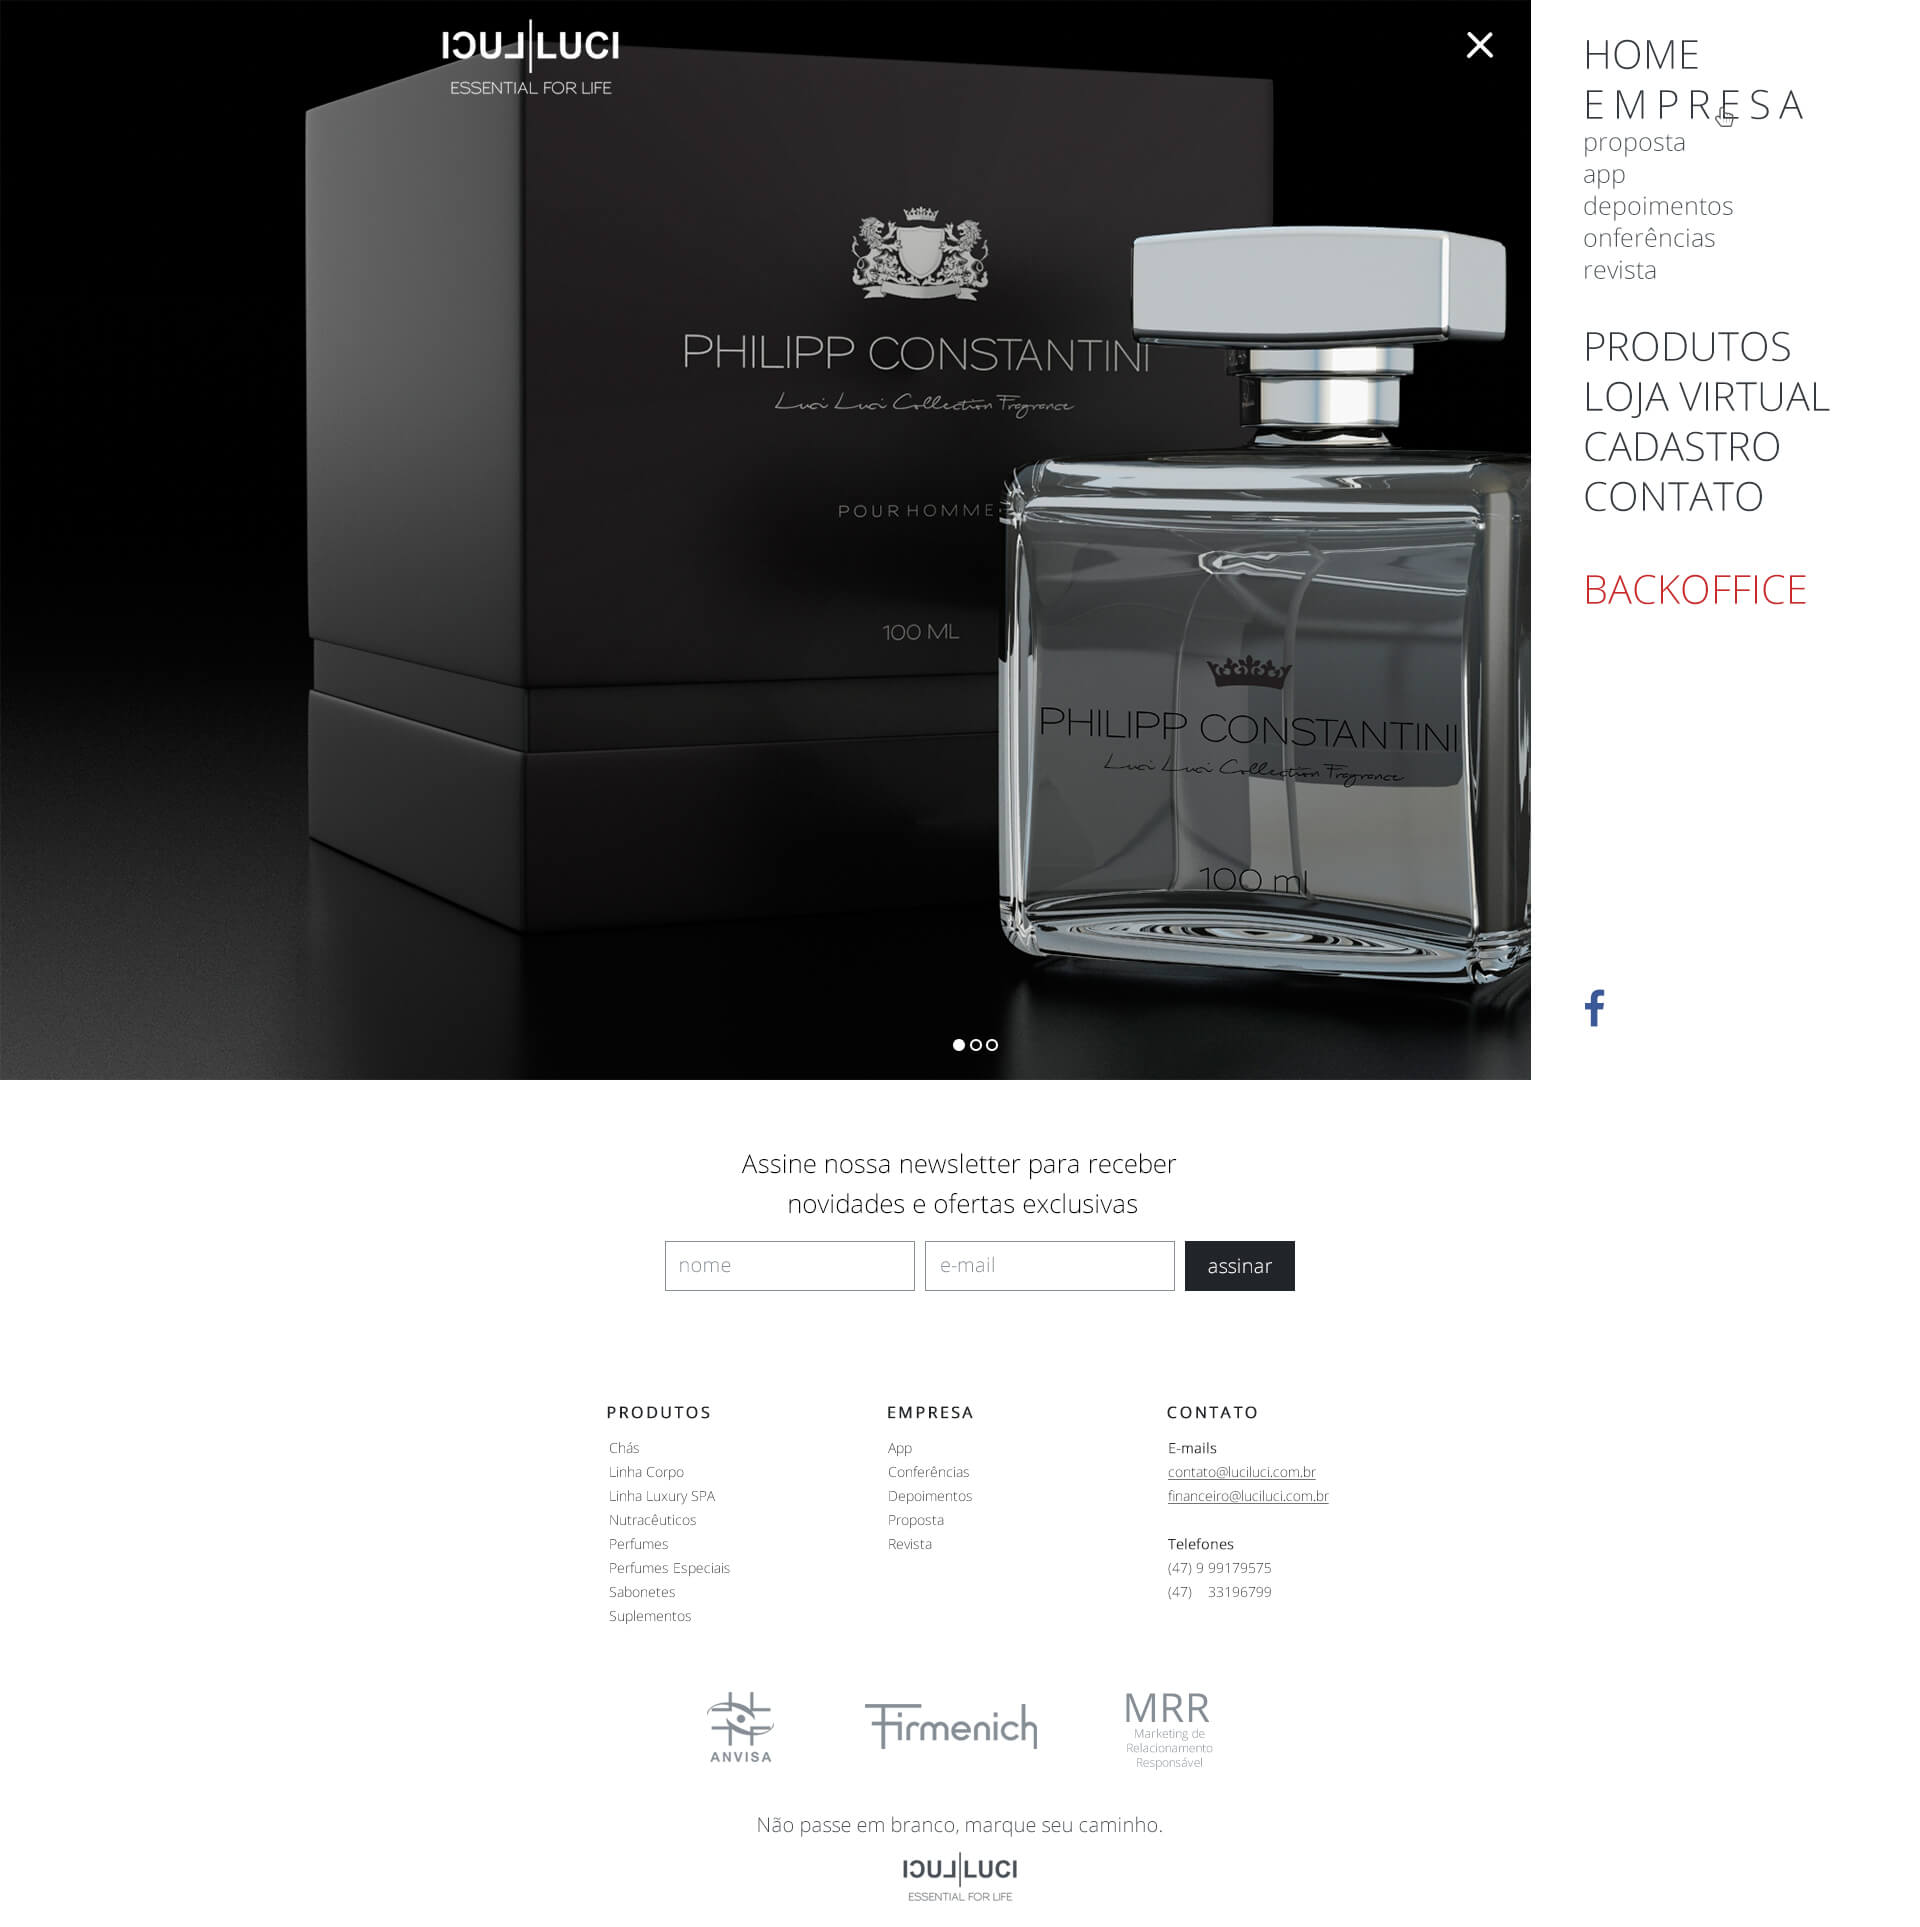 ICUL|LUCI
ESSENTIAL FOR LIFE
PHILIPP CONSTANTINI
Luci Luci Collection Fragrance
POUR HOMME
100 ML
PHILIPP CONSTANTINI
Luci Luci Collection Fragrance
100 ml
HOME
EMPRESA
proposta
app
depoimentos
onferências
revista
PRODUTOS
LOJA VIRTUAL
CADASTRO
CONTATO
BACKOFFICE
f
Assine nossa newsletter para receber
novidades e ofertas exclusivas
nome
e-mail
assinar
PRODUTOS
Chás
Linha Corpo
Linha Luxury SPA
Nutracêuticos
Perfumes
Perfumes Especiais
Sabonetes
Suplementos
EMPRESA
App
Conferências
Depoimentos
Proposta
Revista
CONTATO
E-mails
contato@luciluci.com.br
financeiro@luciluci.com.br
Telefones
(47) 9 99179575
(47) 33196799
ANVISA
Firmenich
MRR
Marketing de
Relacionamento
Responsável
Não passe em branco, marque seu caminho.
ICUL|LUCI
ESSENTIAL FOR LIFE